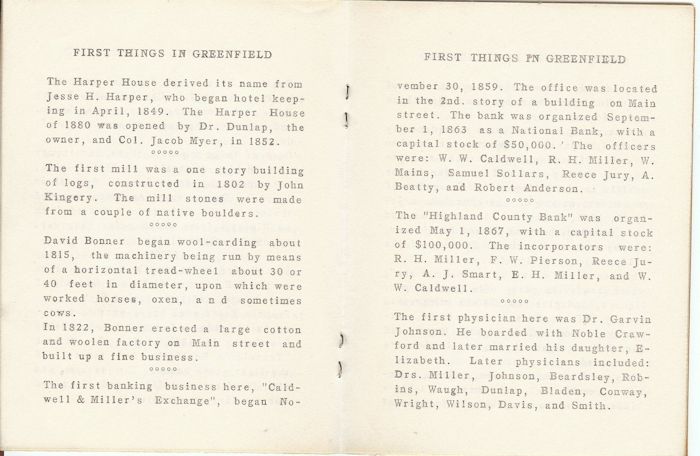 FIRST THINGS IN GREENFIELD
The Harper House derived its name from
Jesse H. Harper, who began hotel keep-
ing in April, 1849. The Harper House
of 1880 was opened by Dr. Dunlap, the
owner, and Col. Jacob Myer, in 1852.
ooooo
The first mill was a one story building
of logs, constructed in 1802 by John
Kingery. The mill stones were made
from a couple of native boulders.
ooooo
David Bonner began wool-carding about
1815, the machinery being run by means
of a horizontal tread-wheel about 30 or
40 feet in diameter, upon which were
worked horses, oxen, and sometimes
cows.
In 1822, Bonner erected a large cotton
and woolen factory on Main street and
built up a fine business.
ooooo
The first banking business here, "Cald-
well & Miller's Exchange", began No-
FIRST THINGS IN GREENFIELD
vember 30, 1859. The office was located
in the 2nd. story of a building on Main
street. The bank was organized Septem-
ber 1, 1863 as a National Bank, with a
capital stock of $50,000. The officers
were: W. W. Caldwell, R. H. Miller, W.
Mains, Samuel Sollars, Reece Jury, A.
Beatty, and Robert Anderson.
ooooo
The "Highland County Bank" was organ-
ized May 1, 1867, with a capital stock
of $100,000. The incorporators were:
R. H. Miller, F. W. Pierson, Reece Ju-
ry, A. J. Smart, E. H. Miller, and W.
W. Caldwell.
ooooo
The first physician here was Dr. Garvin
Johnson. He boarded with Noble Craw-
ford and later married his daughter, E-
lizabeth. Later physicians included:
Drs. Miller, Johnson, Beardsley, Rob-
ins, Waugh, Dunlap, Bladen, Conway,
Wright, Wilson, Davis, and Smith.